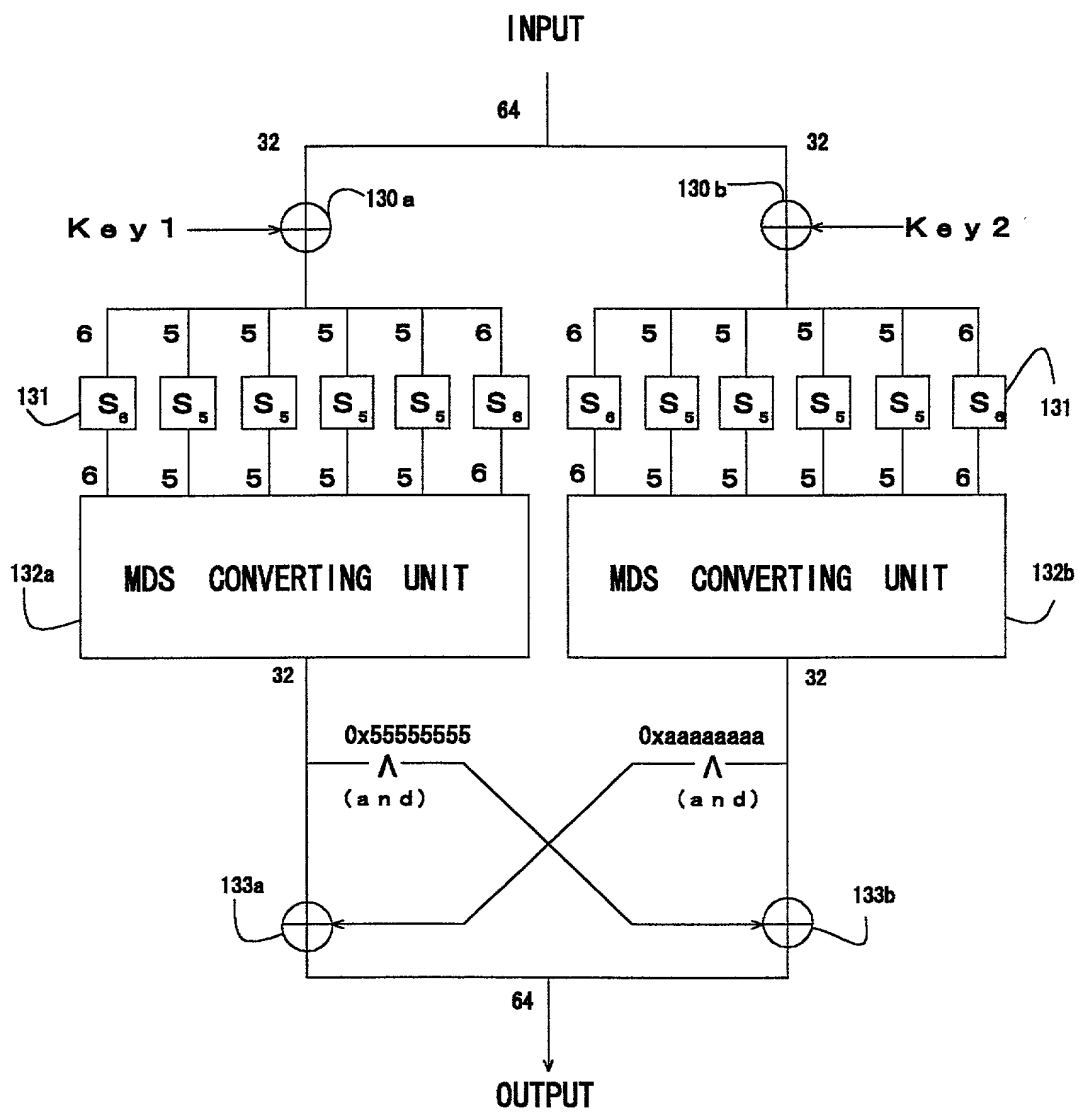 INPUT
64
32 32
130a 130b
Key1 Key2
6 5 5 5 5 6 6 5 5 5 5 6
131 S6 S5 S5 S5 S5 S6 S6 S5 S5 S5 S5 S6 131
6 5 5 5 5 6 6 5 5 5 5 6
132a MDS CONVERTING UNIT MDS CONVERTING UNIT 132b
32 32
0x55555555 0xaaaaaaaa
Λ Λ
(and) (and)
133a 133b
64
OUTPUT